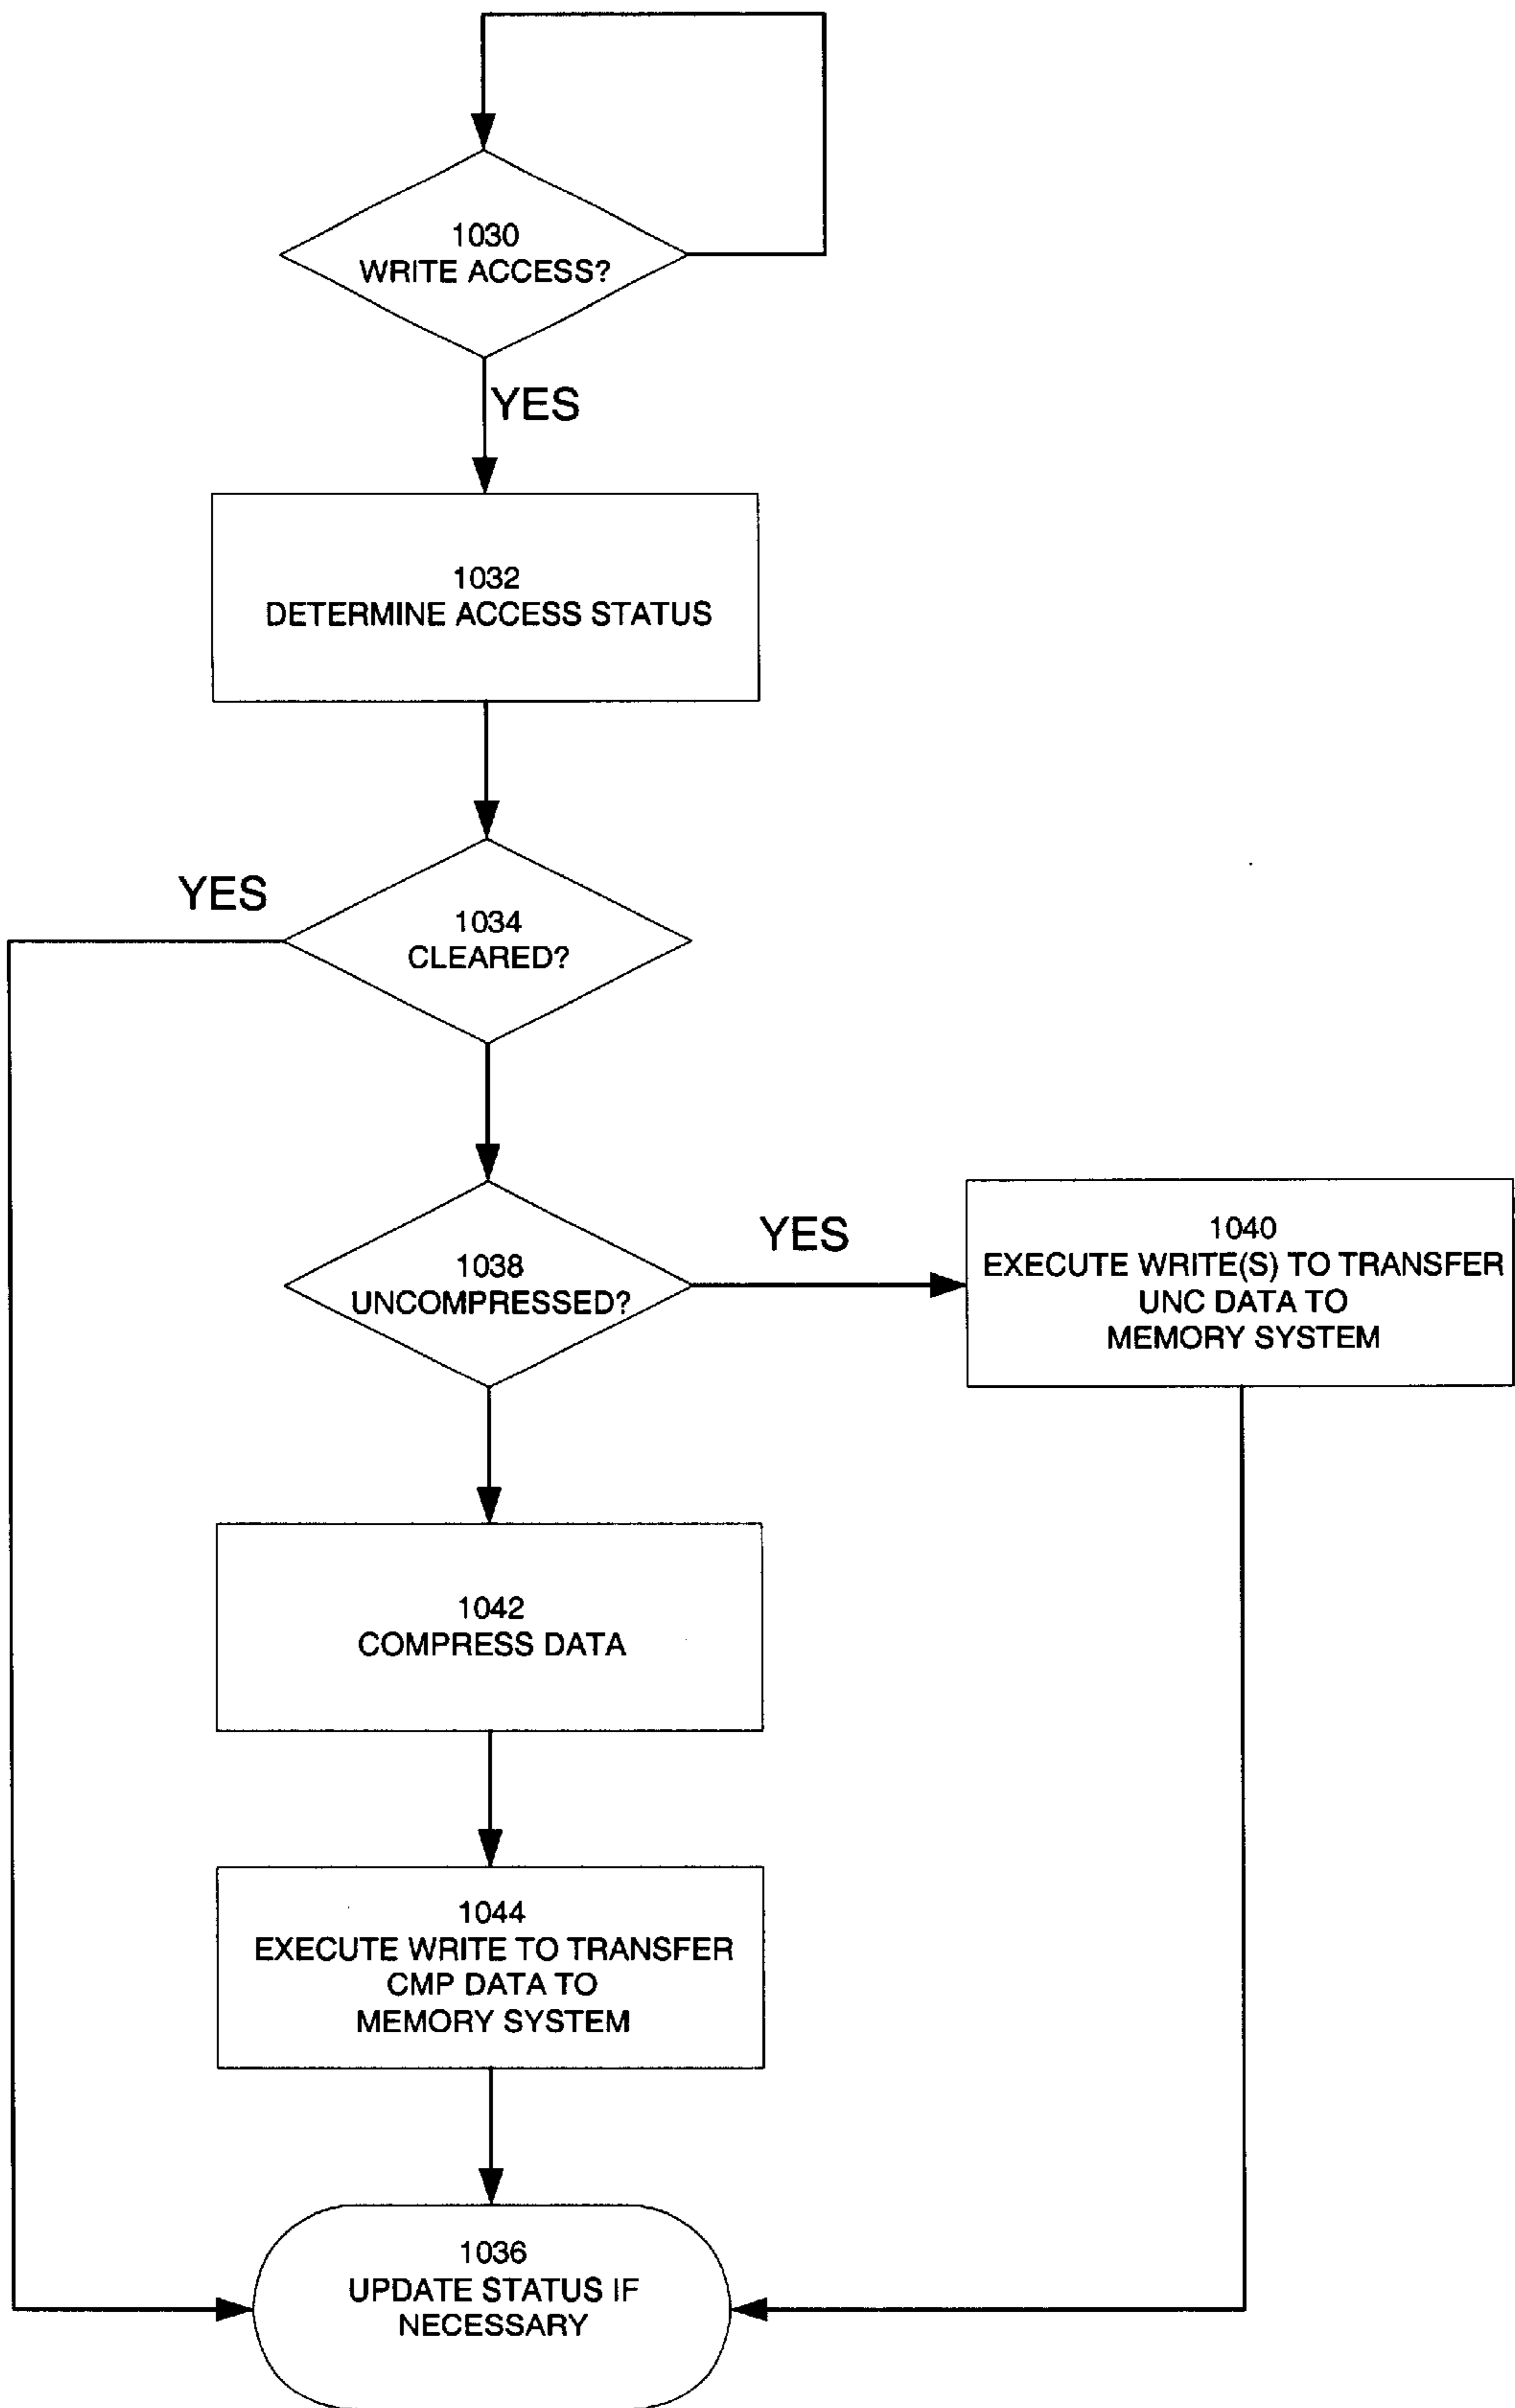 1030
WRITE ACCESS?
YES
1032
DETERMINE ACCESS STATUS
YES
1034
CLEARED?
1038
UNCOMPRESSED?
YES
1040
EXECUTE WRITE(S) TO TRANSFER
UNC DATA TO
MEMORY SYSTEM
1042
COMPRESS DATA
1044
EXECUTE WRITE TO TRANSFER
CMP DATA TO
MEMORY SYSTEM
1036
UPDATE STATUS IF
NECESSARY